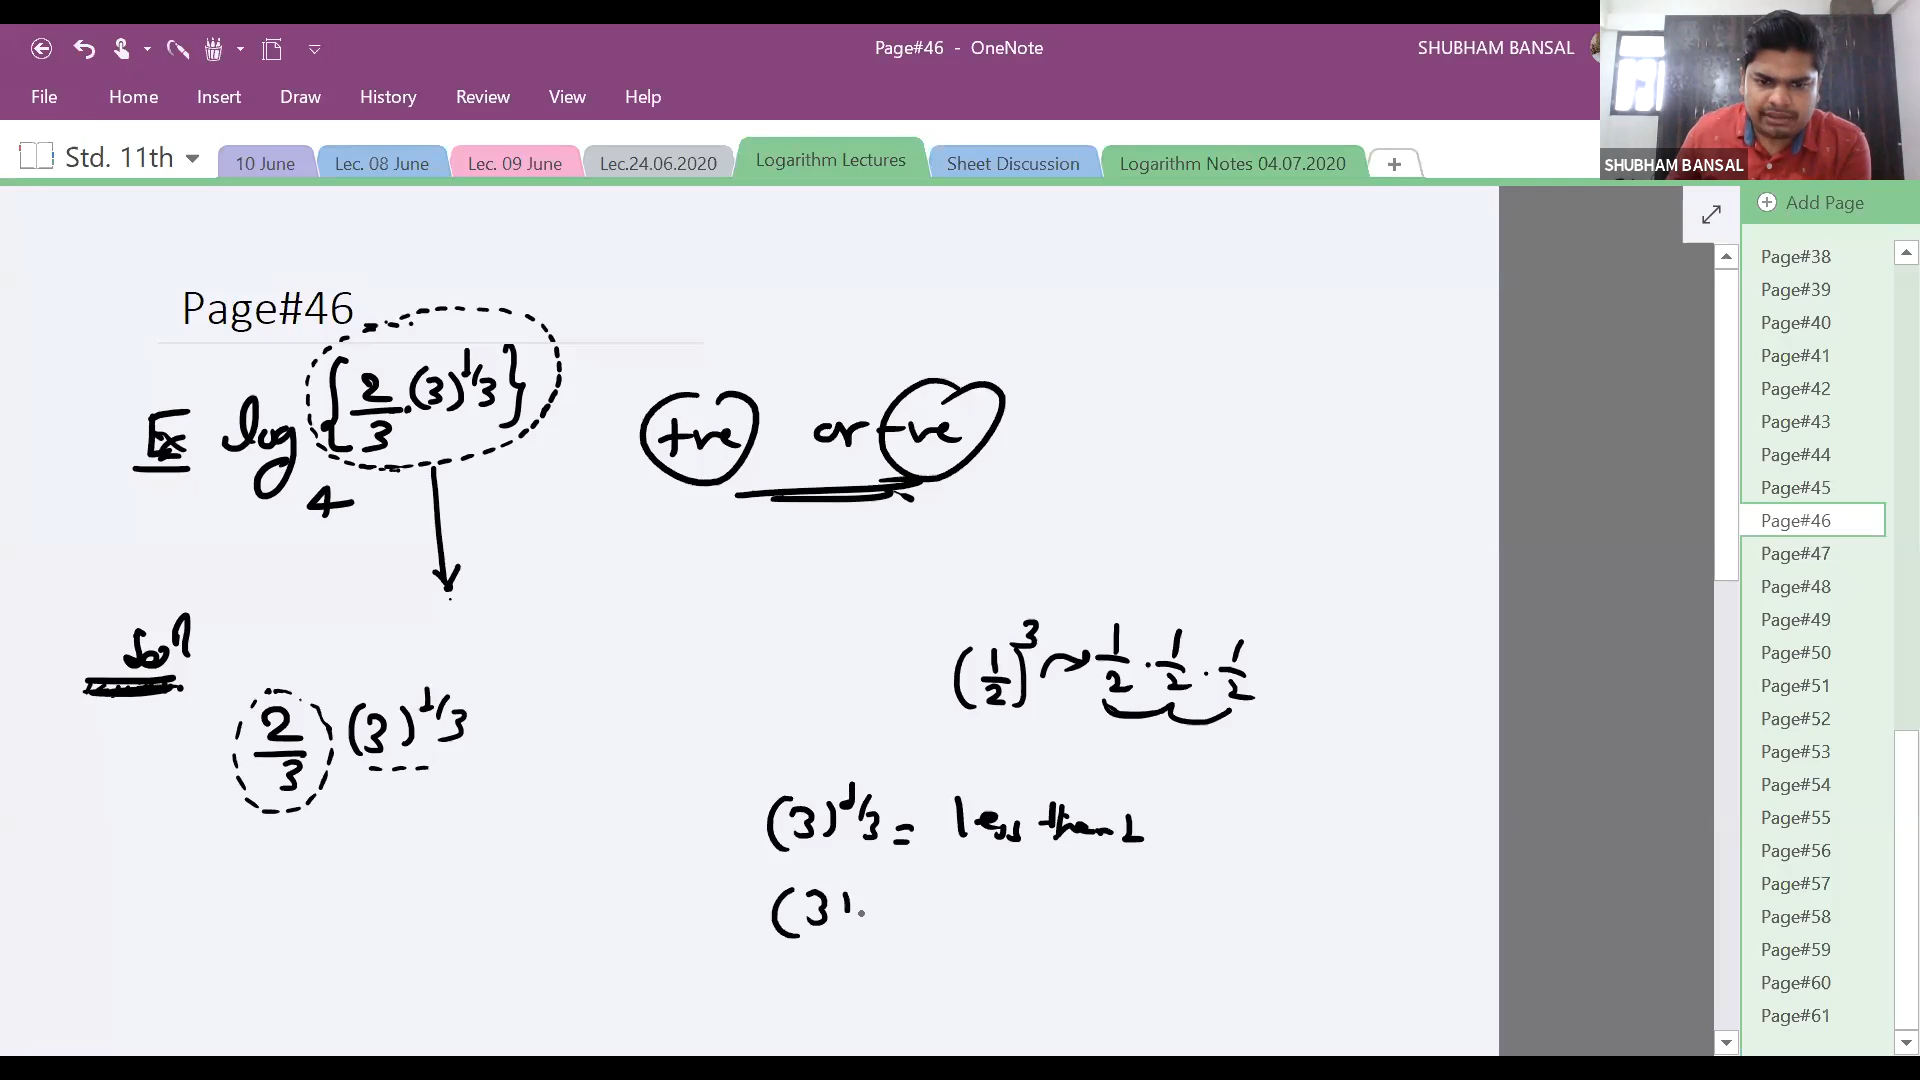 Page#46 - OneNote
SHUBHAM BANSAL
File Home Insert Draw History Review View Help
Std. 11th
10 June
Lec. 08 June
Lec. 09 June
Lec.24.06.2020
Logarithm Lectures
Sheet Discussion
Logarithm Notes 04.07.2020
SHUBHAM BANSAL
Add Page
Page#46
Ex log₄ {2/3 . (3)^1/3} +ve or -ve
Sol^n
2/3 (3)^1/3
(1/2)^3 → 1/2 . 1/2 . 1/2
(3)^1/3 = less then 1
(3
Page#38
Page#39
Page#40
Page#41
Page#42
Page#43
Page#44
Page#45
Page#46
Page#47
Page#48
Page#49
Page#50
Page#51
Page#52
Page#53
Page#54
Page#55
Page#56
Page#57
Page#58
Page#59
Page#60
Page#61